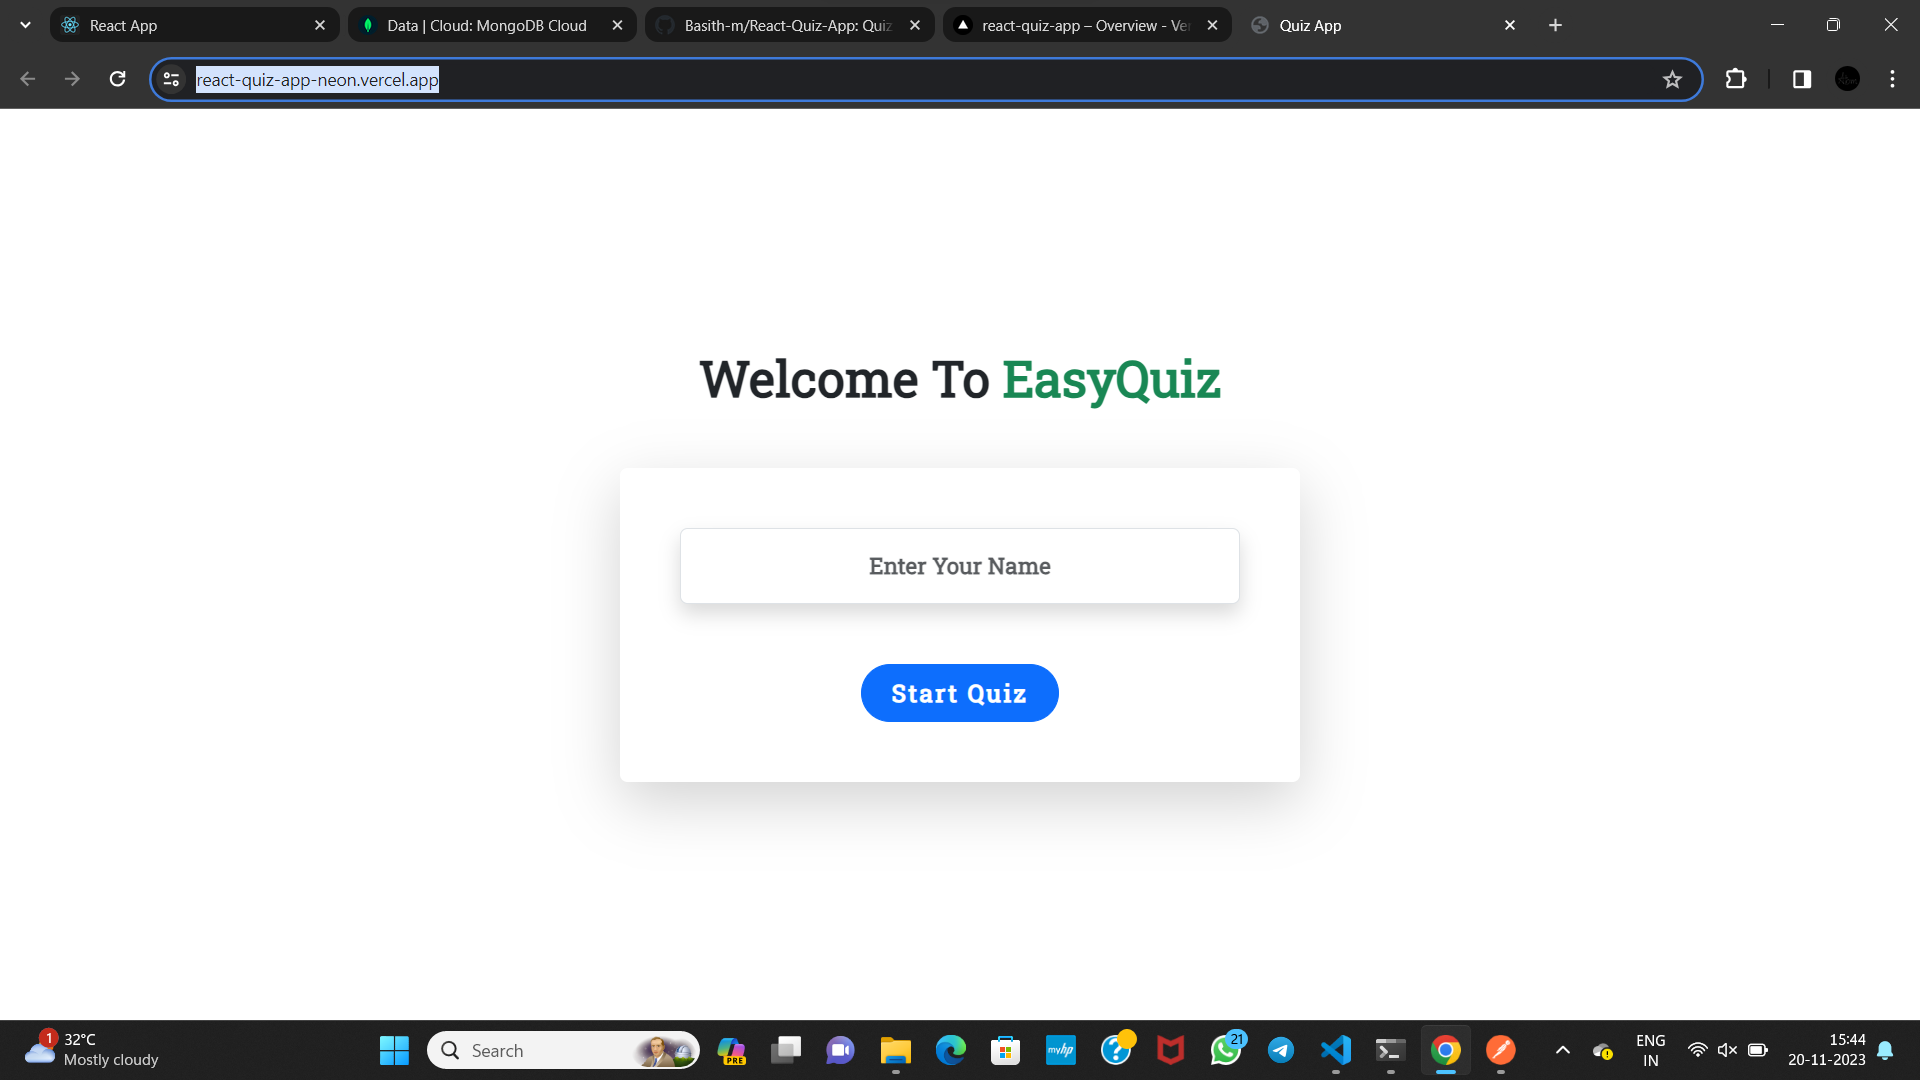 React App
Data | Cloud: MongoDB Cloud
Basith-m/React-Quiz-App: Quiz
react-quiz-app – Overview - Ver
Quiz App
react-quiz-app-neon.vercel.app
Welcome To EasyQuiz
Enter Your Name
Start Quiz
1
32°C
Mostly cloudy
Search
PRE
myhp
21
ENG
IN
15:44
20-11-2023